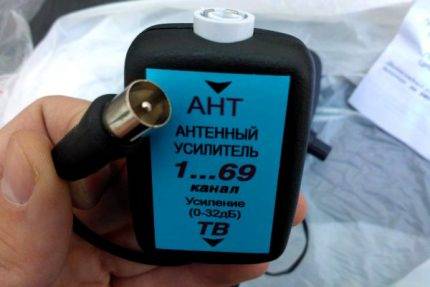 АНТ
АНТЕННЫЙ
УСИЛИТЕЛЬ
1...69
канал
Усиление
(0-32дБ)
ТВ